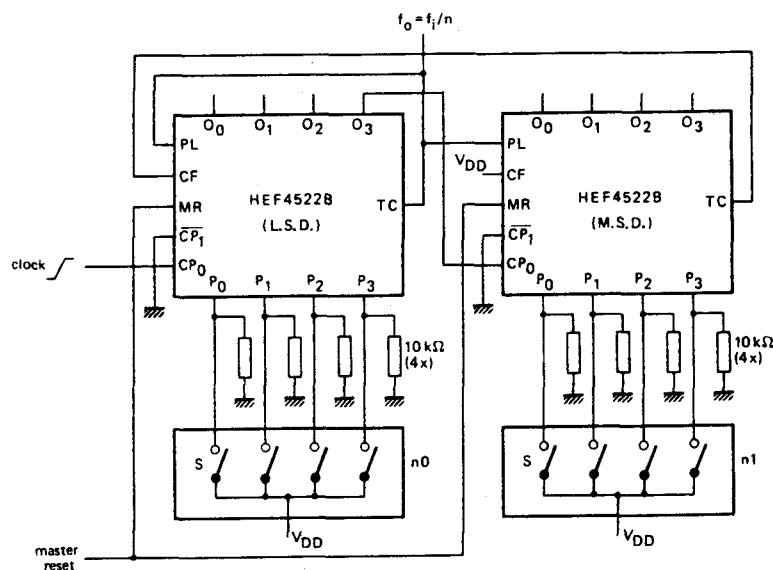 fo = fi/n
O0 O1 O2 O3
PL
CF
MR
CP1
CP0
HEF4522B
(L.S.D.)
TC
P0 P1 P2 P3
clock
10 kΩ
(4x)
S
n0
VDD
O0 O1 O2 O3
PL
VDD
CF
MR
CP1
CP0
HEF4522B
(M.S.D.)
TC
P0 P1 P2 P3
10 kΩ
(4x)
S
n1
VDD
master
reset